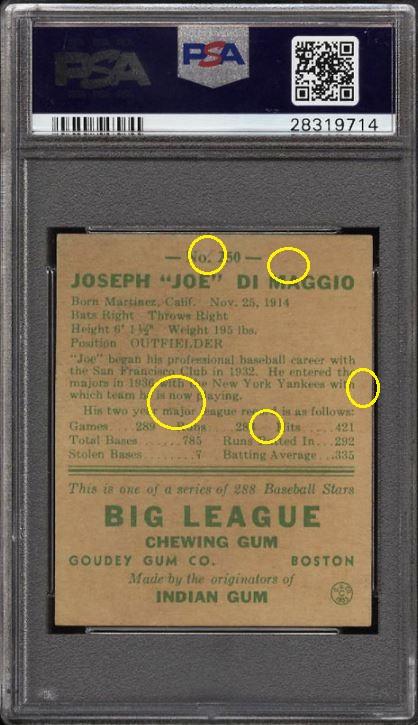 PSA
PSA
28319714
— No. 250 —
JOSEPH "JOE" DI MAGGIO
Born Martinez, Calif. Nov. 25, 1914
Bats Right Throws Right
Height 6' 1½" Weight 195 lbs.
Position OUTFIELDER
"Joe" began his professional baseball career with
the San Francisco Club in 1932. He entered the
majors in 1936 with the New York Yankees with
which team he is now playing.
His two year major league record is as follows:
Games 289 Runs 28 Hits ...421
Total Bases ........785 Runs Batted In...292
Stolen Bases .......7 Batting Average ..335
This is one of a series of 288 Baseball Stars
BIG LEAGUE
CHEWING GUM
GOUDEY GUM CO. BOSTON
Made by the originators of
INDIAN GUM